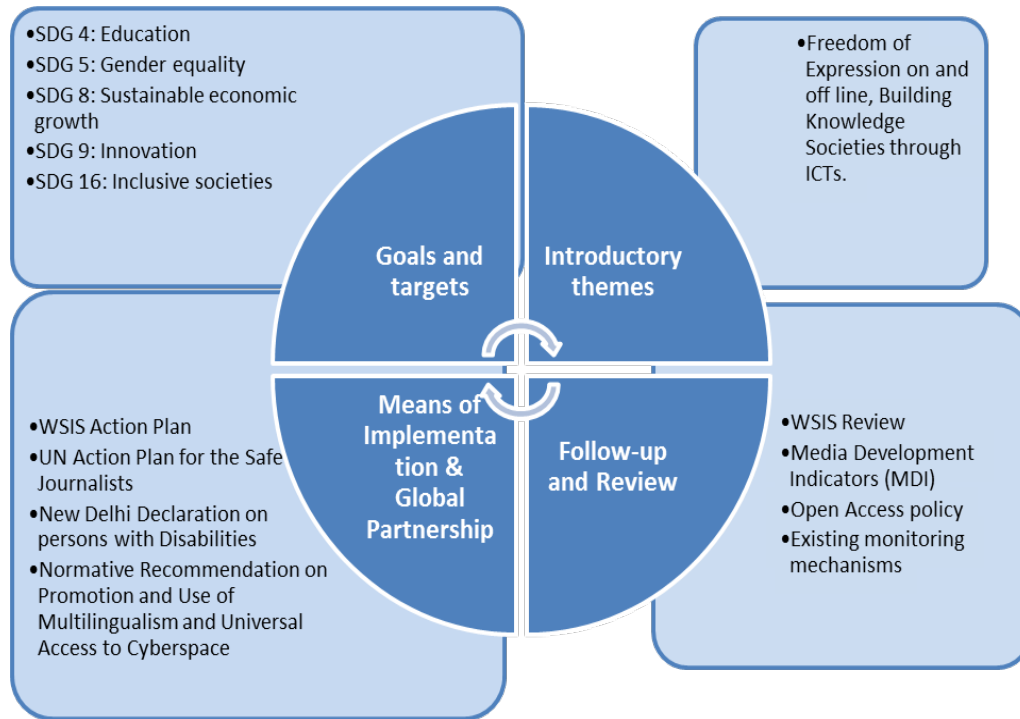 •SDG 4: Education
•SDG 5: Gender equality
•SDG 8: Sustainable economic
growth
•SDG 9: Innovation
•SDG 16: Inclusive societies
•Freedom of
Expression on and
off line, Building
Knowledge
Societies through
ICTs.
Goals and
targets
Introductory
themes
Means of
Implementa
tion &
Global
Partnership
Follow-up
and Review
•WSIS Action Plan
•UN Action Plan for the Safe
Journalists
•New Delhi Declaration on
persons with Disabilities
•Normative Recommendation on
Promotion and Use of
Multilingualism and Universal
Access to Cyberspace
•WSIS Review
•Media Development
Indicators (MDI)
•Open Access policy
•Existing monitoring
mechanisms